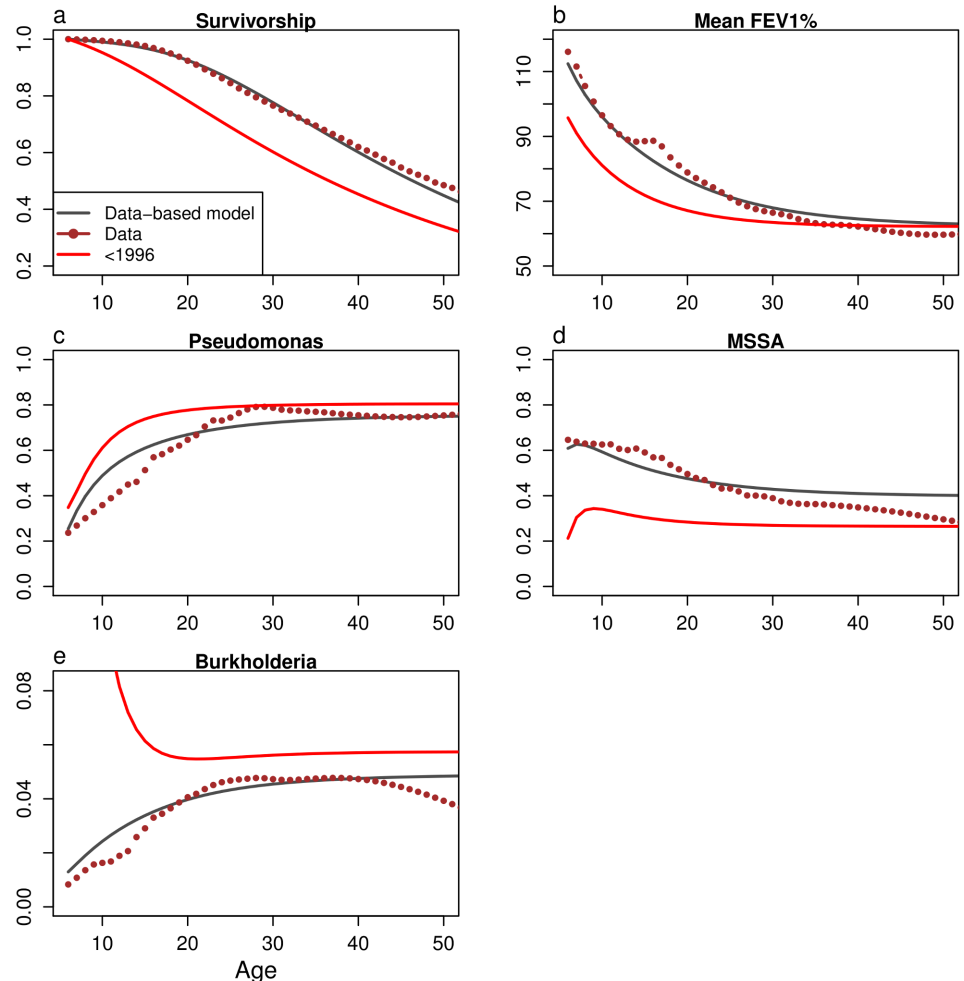 a Survivorship
1.0
0.8
0.6
0.4
0.2
Data-based model
Data
<1996
10 20 30 40 50
b Mean FEV1%
110
90
70
50
10 20 30 40 50
c Pseudomonas
1.0
0.8
0.6
0.4
0.2
0.0
10 20 30 40 50
d MSSA
1.0
0.8
0.6
0.4
0.2
0.0
10 20 30 40 50
e Burkholderia
0.08
0.04
0.00
10 20 30 40 50
Age